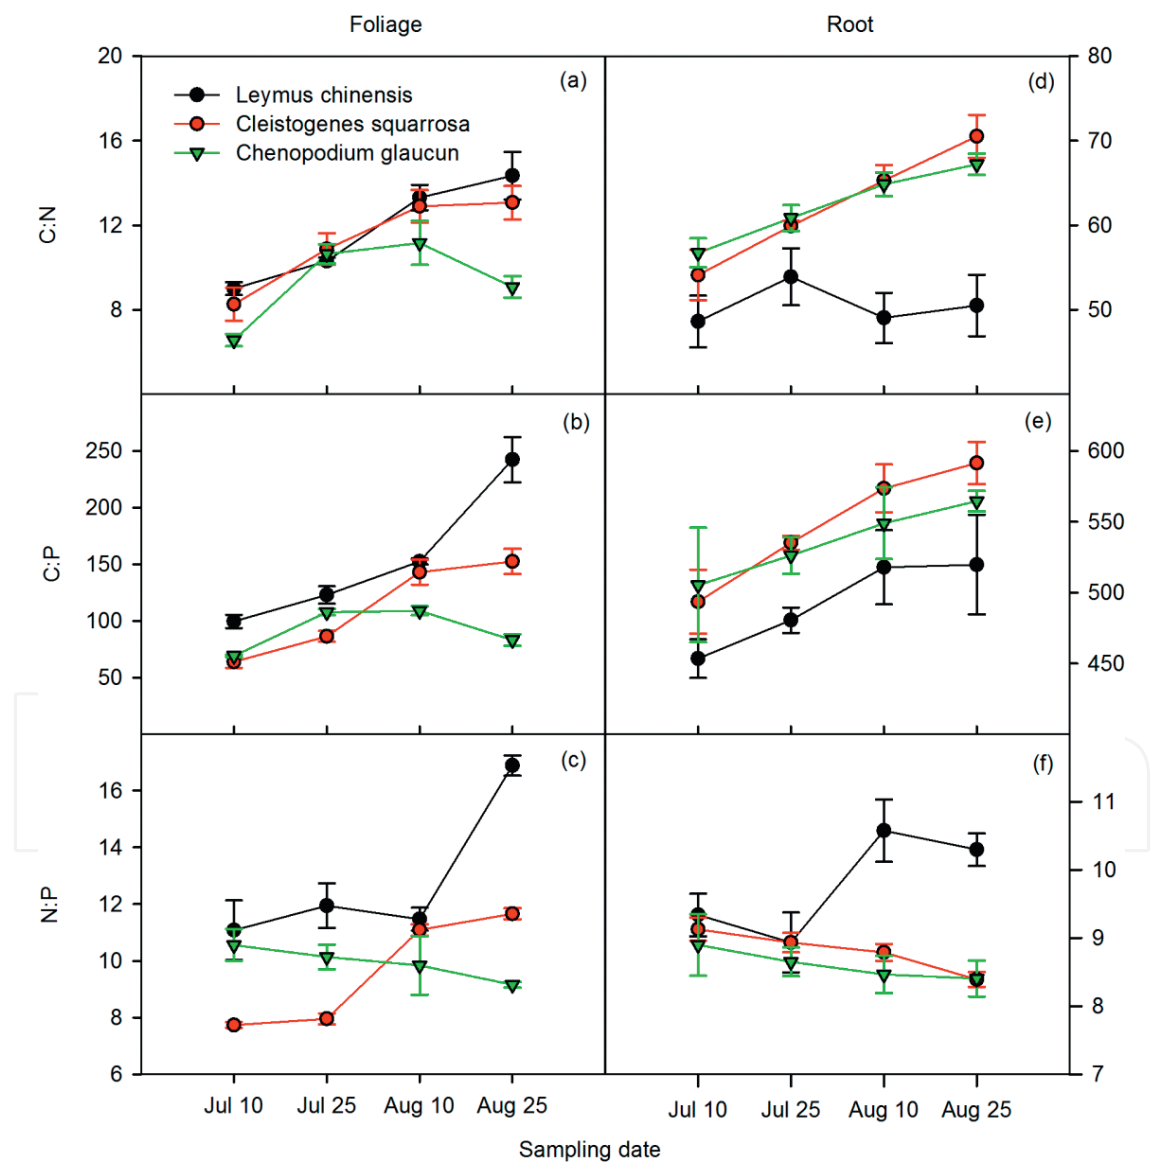 Foliage
Root
20
16
12
8
C:N
(a)
Leymus chinensis
Cleistogenes squarrosa
Chenopodium glaucun
(d)
80
70
60
50
250
200
150
100
50
C:P
(b)
(e)
600
550
500
450
16
14
12
10
8
6
N:P
(c)
(f)
11
10
9
8
7
Jul 10 Jul 25 Aug 10 Aug 25
Jul 10 Jul 25 Aug 10 Aug 25
Sampling date